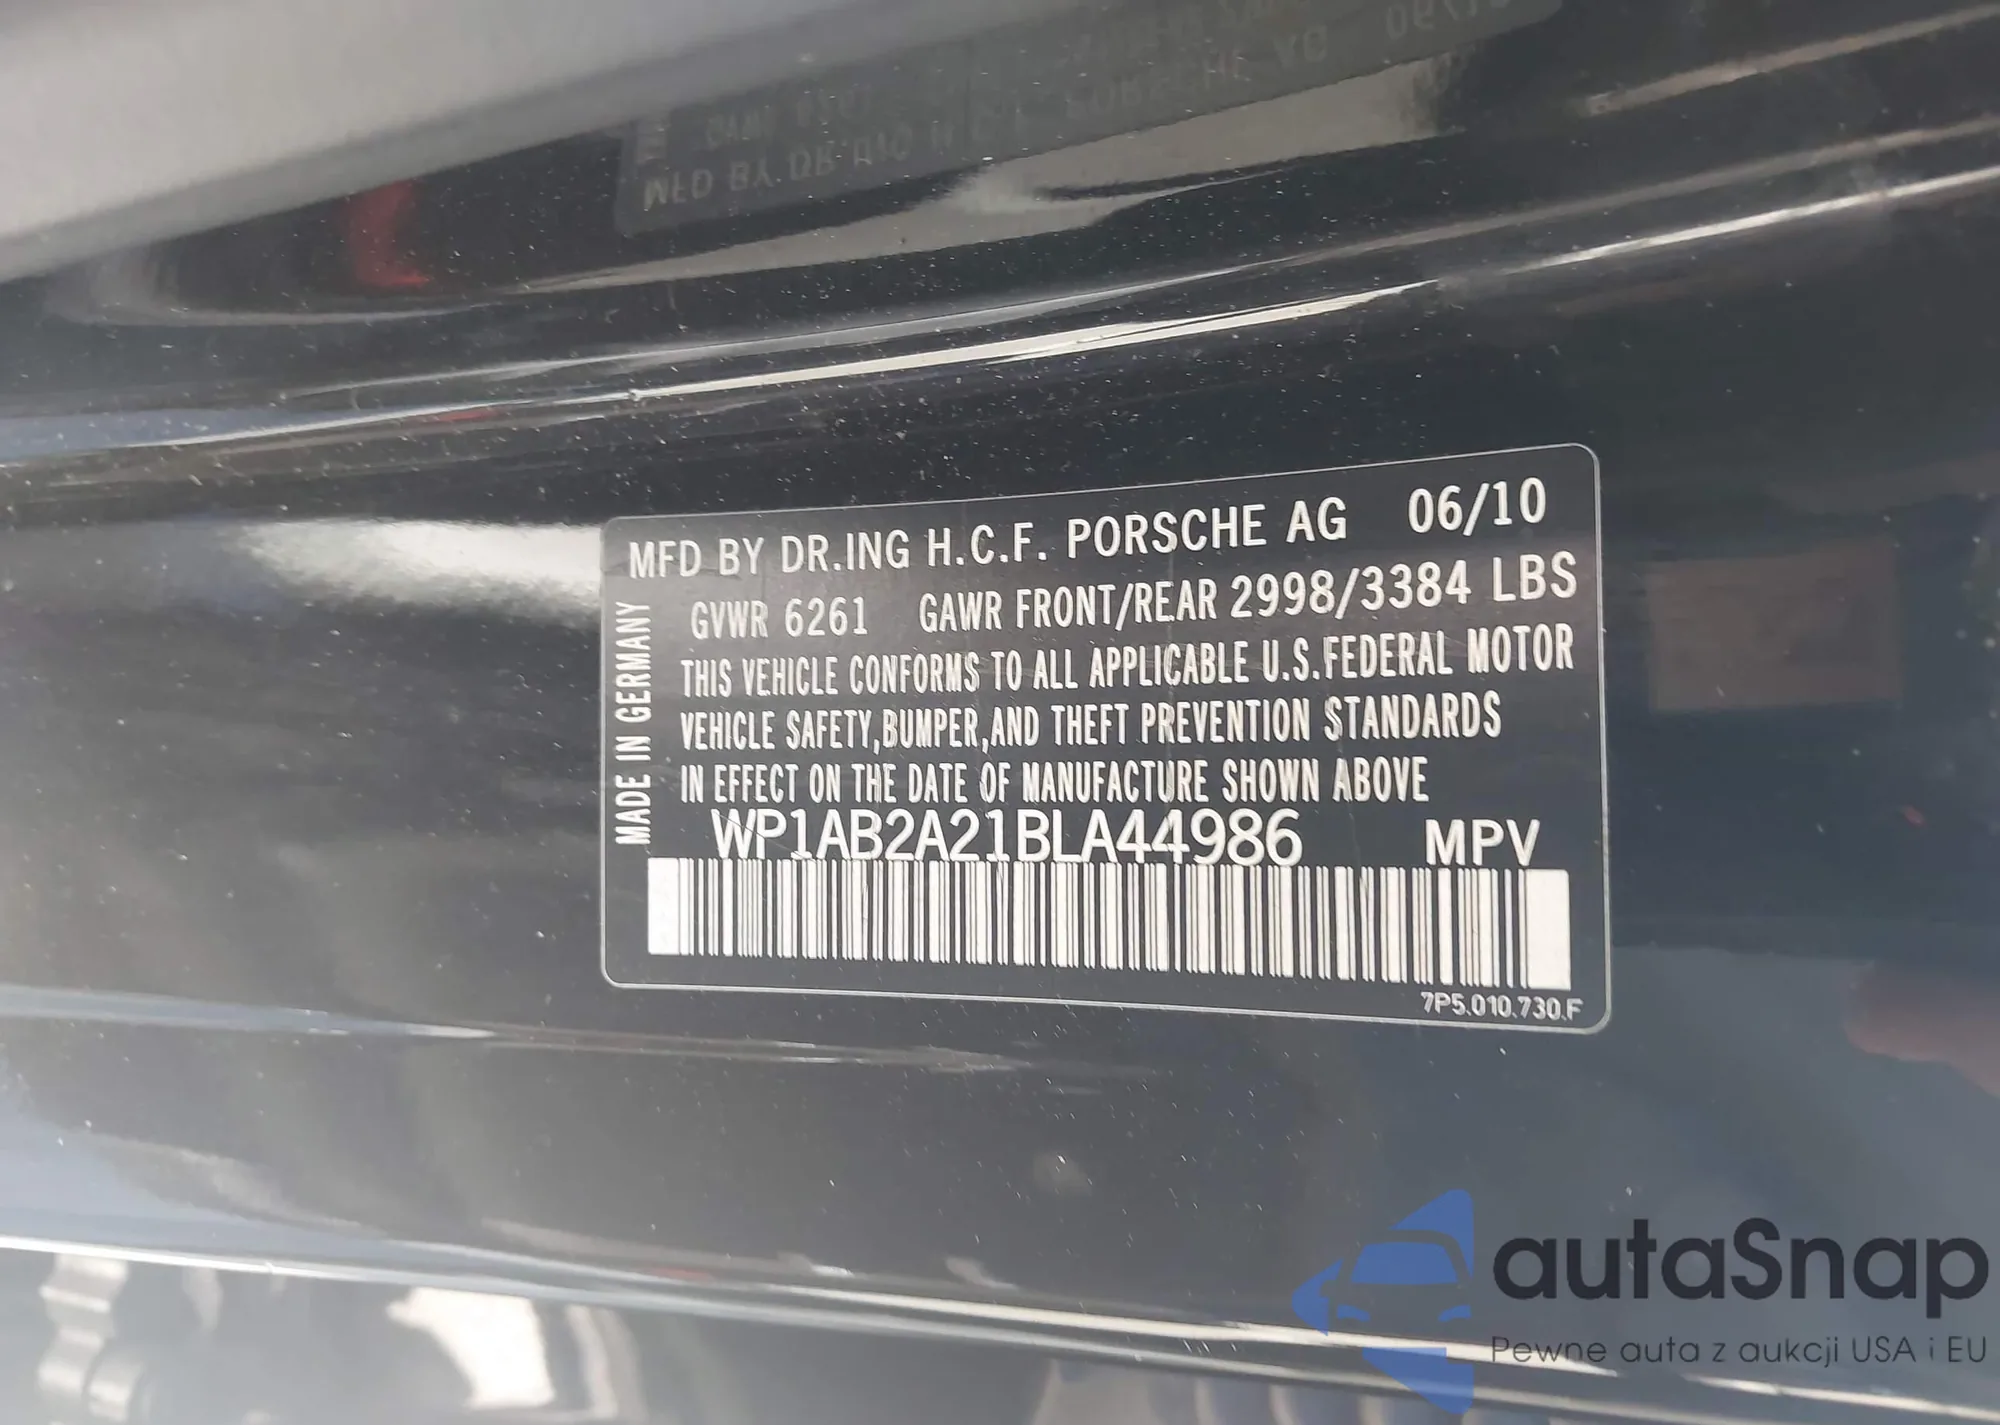 MFD BY DR.ING H.C.F. PORSCHE AG 06/10
GVWR 6261 GAWR FRONT/REAR 2998/3384 LBS
THIS VEHICLE CONFORMS TO ALL APPLICABLE U.S.FEDERAL MOTOR
VEHICLE SAFETY,BUMPER,AND THEFT PREVENTION STANDARDS
IN EFFECT ON THE DATE OF MANUFACTURE SHOWN ABOVE
MADE IN GERMANY
WP1AB2A21BLA44986 MPV
7P5.010.730.F
autaSnap
Pewne auta z aukcji USA i EU